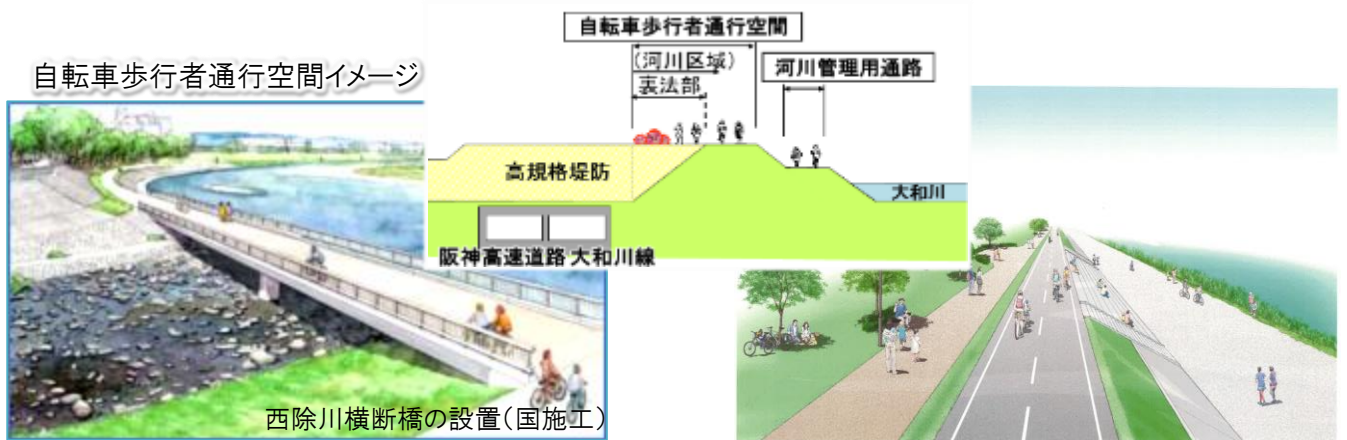 自転車歩行者通行空間イメージ
自転車歩行者通行空間
(河川区域)
裏法部
河川管理用通路
高規格堤防
大和川
阪神高速道路 大和川線
西除川横断橋の設置(国施工)